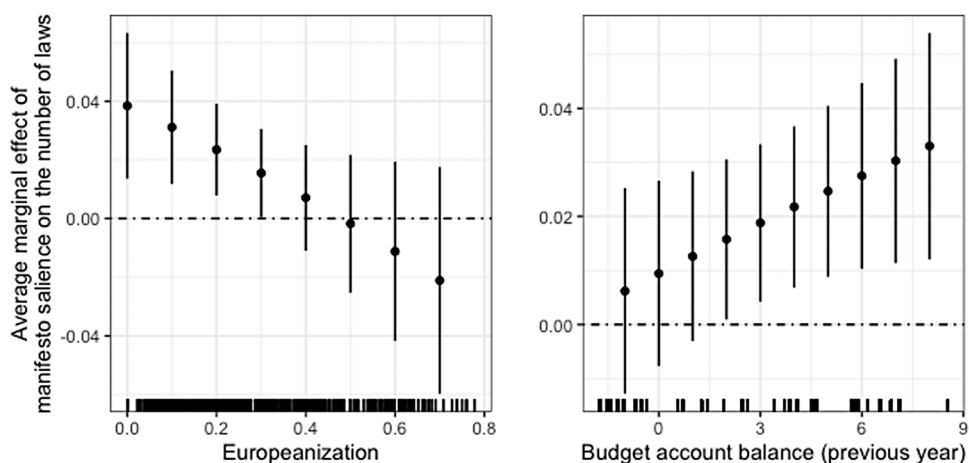 Average marginal effect of
manifesto salience on the number of laws
0.04
0.00
-0.04
0.0 0.2 0.4 0.6 0.8
Europeanization
0.04
0.02
0.00
0 3 6 9
Budget account balance (previous year)